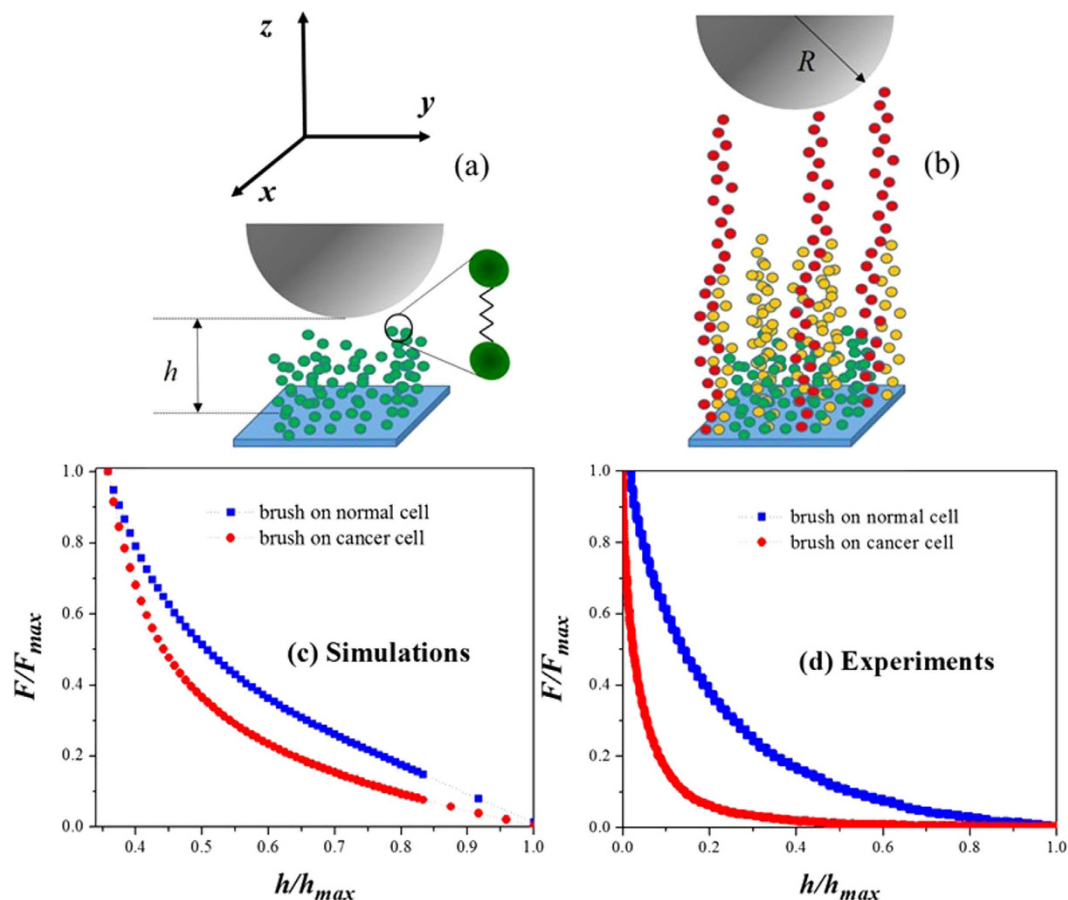 z
y
x
(a)
h
R
(b)
1.0
0.8
0.6
0.4
0.2
0.0
F/Fmax
brush on normal cell
brush on cancer cell
(c) Simulations
0.4 0.5 0.6 0.7 0.8 0.9 1.0
h/hmax
1.0
0.8
0.6
0.4
0.2
0.0
F/Fmax
brush on normal cell
brush on cancer cell
(d) Experiments
0.0 0.2 0.4 0.6 0.8 1.0
h/hmax